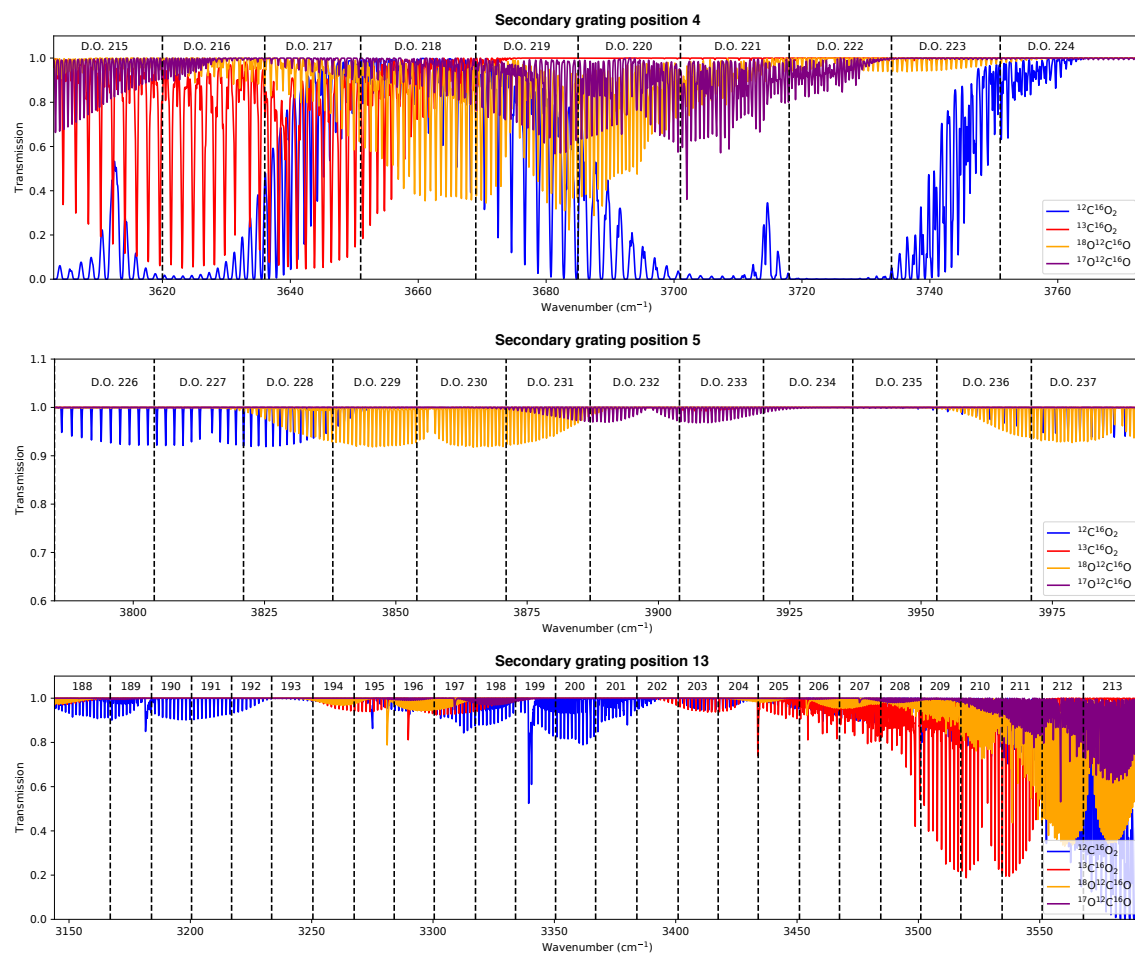 Secondary grating position 4
D.O. 215 D.O. 216 D.O. 217 D.O. 218 D.O. 219 D.O. 220 D.O. 221 D.O. 222 D.O. 223 D.O. 224
1.0
0.8
0.6
0.4
0.2
0.0
Transmission
¹²C¹⁶O₂
¹³C¹⁶O₂
¹⁸O¹²C¹⁶O
¹⁷O¹²C¹⁶O
3620 3640 3660 3680 3700 3720 3740 3760
Wavenumber (cm⁻¹)
Secondary grating position 5
1.1
D.O. 226 D.O. 227 D.O. 228 D.O. 229 D.O. 230 D.O. 231 D.O. 232 D.O. 233 D.O. 234 D.O. 235 D.O. 236 D.O. 237
1.0
0.9
0.8
0.7
0.6
Transmission
¹²C¹⁶O₂
¹³C¹⁶O₂
¹⁸O¹²C¹⁶O
¹⁷O¹²C¹⁶O
3800 3825 3850 3875 3900 3925 3950 3975
Wavenumber (cm⁻¹)
Secondary grating position 13
188 189 190 191 192 193 194 195 196 197 198 199 200 201 202 203 204 205 206 207 208 209 210 211 212 213
1.0
0.8
0.6
0.4
0.2
0.0
Transmission
¹²C¹⁶O₂
¹³C¹⁶O₂
¹⁸O¹²C¹⁶O
¹⁷O¹²C¹⁶O
3150 3200 3250 3300 3350 3400 3450 3500 3550
Wavenumber (cm⁻¹)